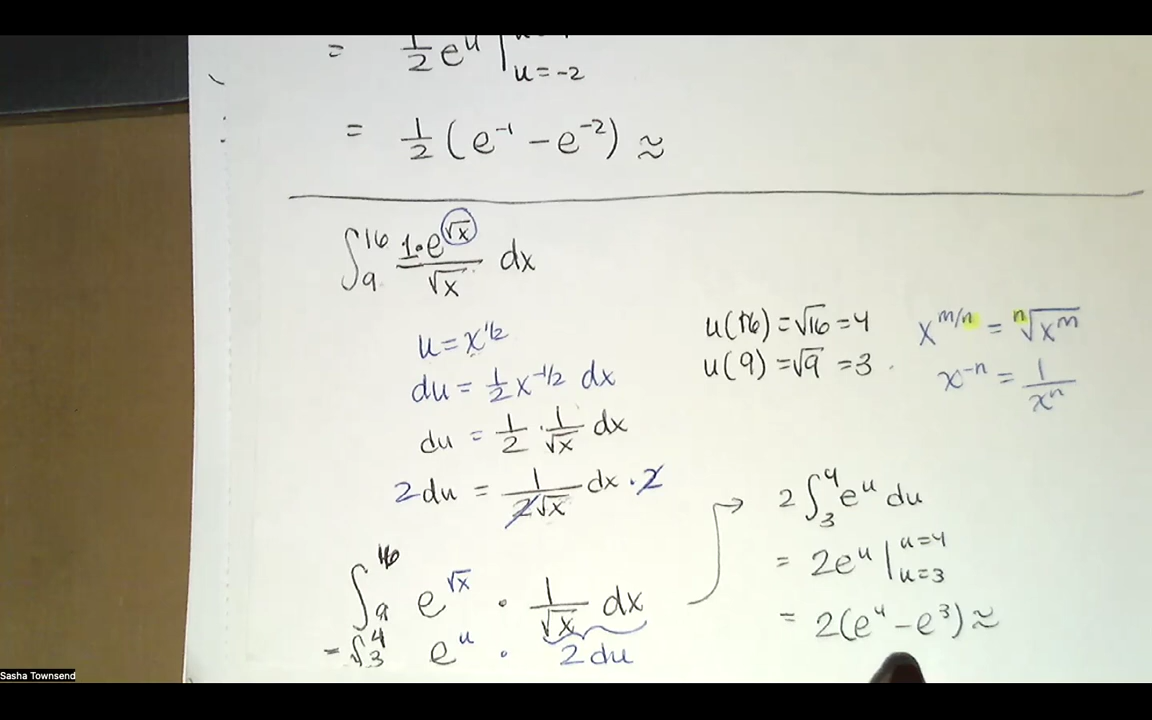 = 1/2 e^u | u=-2
= 1/2 (e^-1 - e^-2) ≈
∫_9^16 1·e^√x / √x dx
u = x^1/2
du = 1/2 x^-1/2 dx
du = 1/2 · 1/√x dx
2du = 1/(2√x) dx · 2
∫_9^16 e^√x · 1/√x dx
= ∫_3^4 e^u · 2 du
u(16) = √16 = 4
u(9) = √9 = 3
x^m/n = ⁿ√(x^m)
x^-n = 1/x^n
→ 2 ∫_3^4 e^u du
= 2e^u | u=4 u=3
= 2(e^4 - e^3) ≈
Sasha Townsend